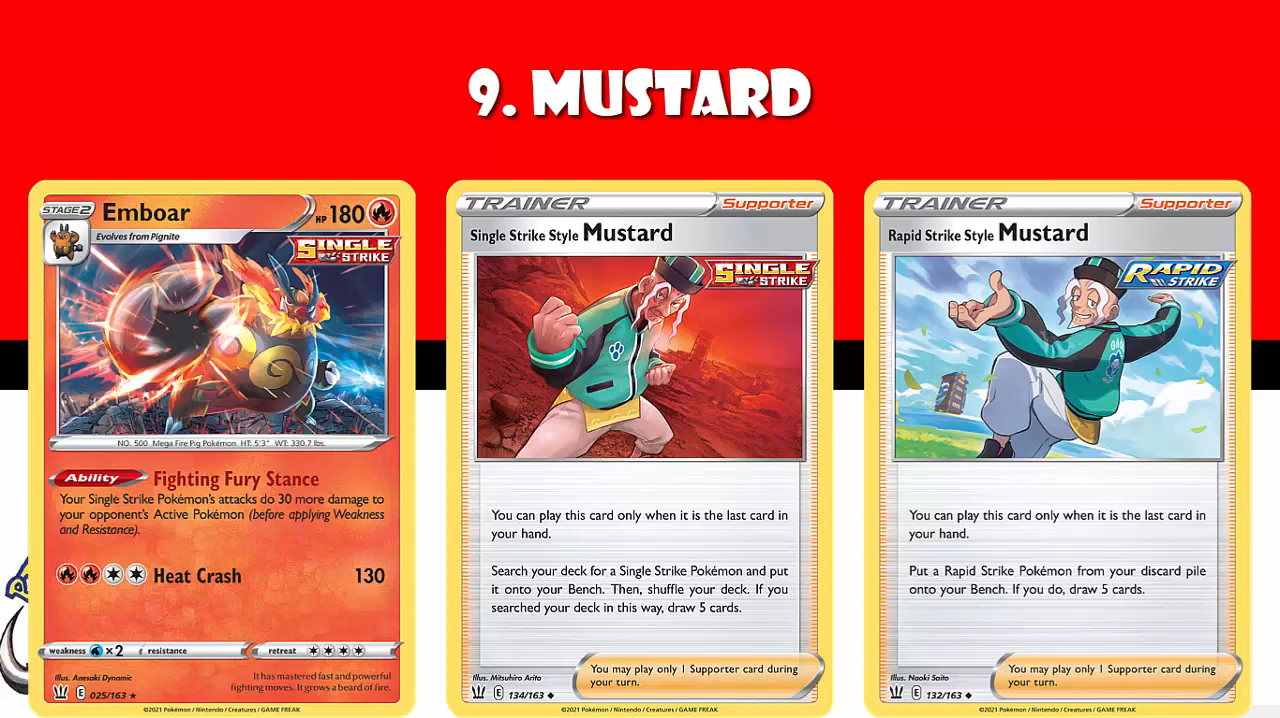 9. MUSTARD
STAGE 2
Emboar
HP 180
Evolves from Pignite
SINGLE
STRIKE
NO. 500 Mega Fire Pig Pokémon HT: 5'3" WT: 330.7 lbs.
Ability Fighting Fury Stance
Your Single Strike Pokémon's attacks do 30 more damage to
your opponent's Active Pokémon (before applying Weakness
and Resistance).
Heat Crash 130
weakness ×2 resistance retreat
Illus. Anesaki Dynamic
It has mastered fast and powerful
fighting moves. It grows a beard of fire.
E 025/163 ★
©2021 Pokémon / Nintendo / Creatures / GAME FREAK
TRAINER Supporter
Single Strike Style Mustard
SINGLE
STRIKE
You can play this card only when it is the last card in
your hand.
Search your deck for a Single Strike Pokémon and put
it onto your Bench. Then, shuffle your deck. If you
searched your deck in this way, draw 5 cards.
You may play only 1 Supporter card during
your turn.
Illus. Mitsuhiro Arita
E 134/163 ◆
©2021 Pokémon / Nintendo / Creatures / GAME FREAK
TRAINER Supporter
Rapid Strike Style Mustard
RAPID
STRIKE
You can play this card only when it is the last card in
your hand.
Put a Rapid Strike Pokémon from your discard pile
onto your Bench. If you do, draw 5 cards.
You may play only 1 Supporter card during
your turn.
Illus. Naoki Saito
E 132/163 ◆
©2021 Pokémon / Nintendo / Creatures / GAME FREAK